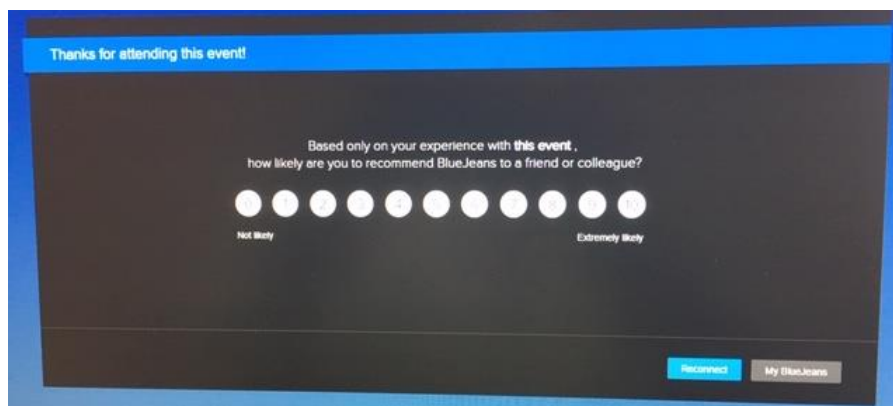 Thanks for attending this event!
Based only on your experience with this event ,
how likely are you to recommend BlueJeans to a friend or colleague?
0 1 2 3 4 5 6 7 8 9 10
Not likely Extremely likely
Reconnect My BlueJeans